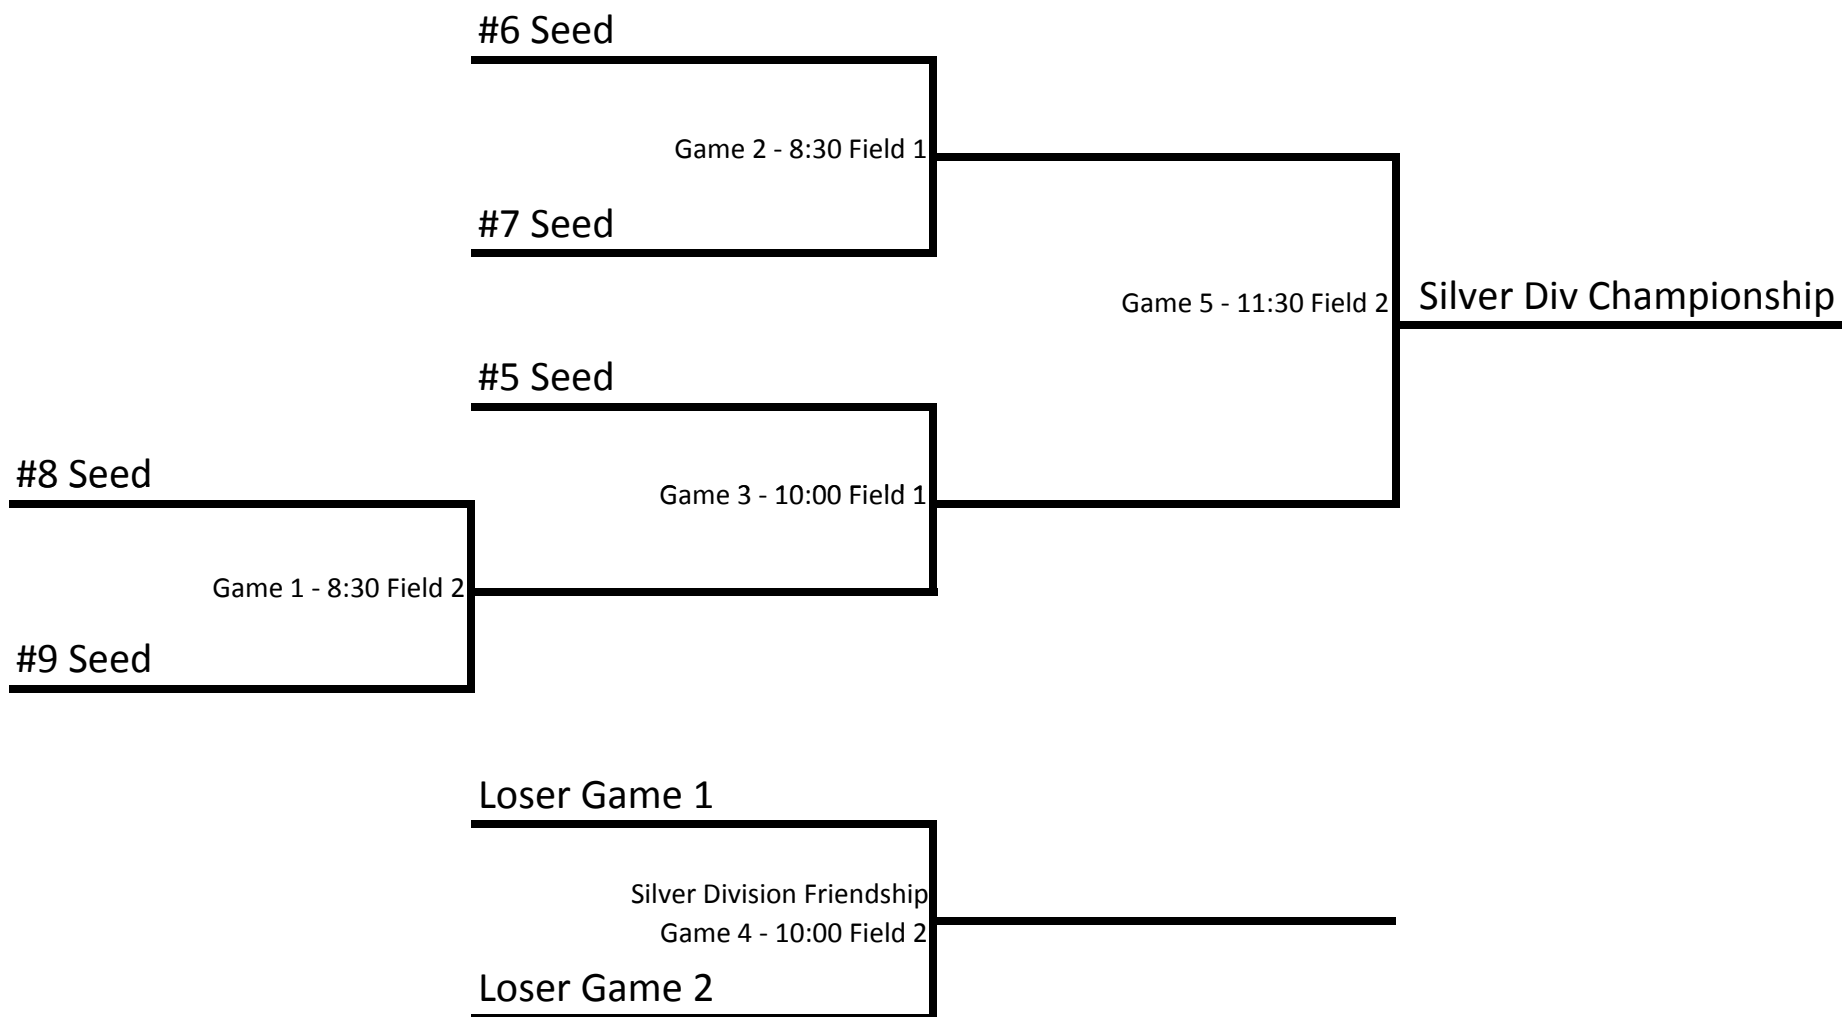 #6 Seed
Game 2 - 8:30 Field 1
#7 Seed
Game 5 - 11:30 Field 2
Silver Div Championship
#5 Seed
#8 Seed
Game 3 - 10:00 Field 1
Game 1 - 8:30 Field 2
#9 Seed
Loser Game 1
Silver Division Friendship
Game 4 - 10:00 Field 2
Loser Game 2